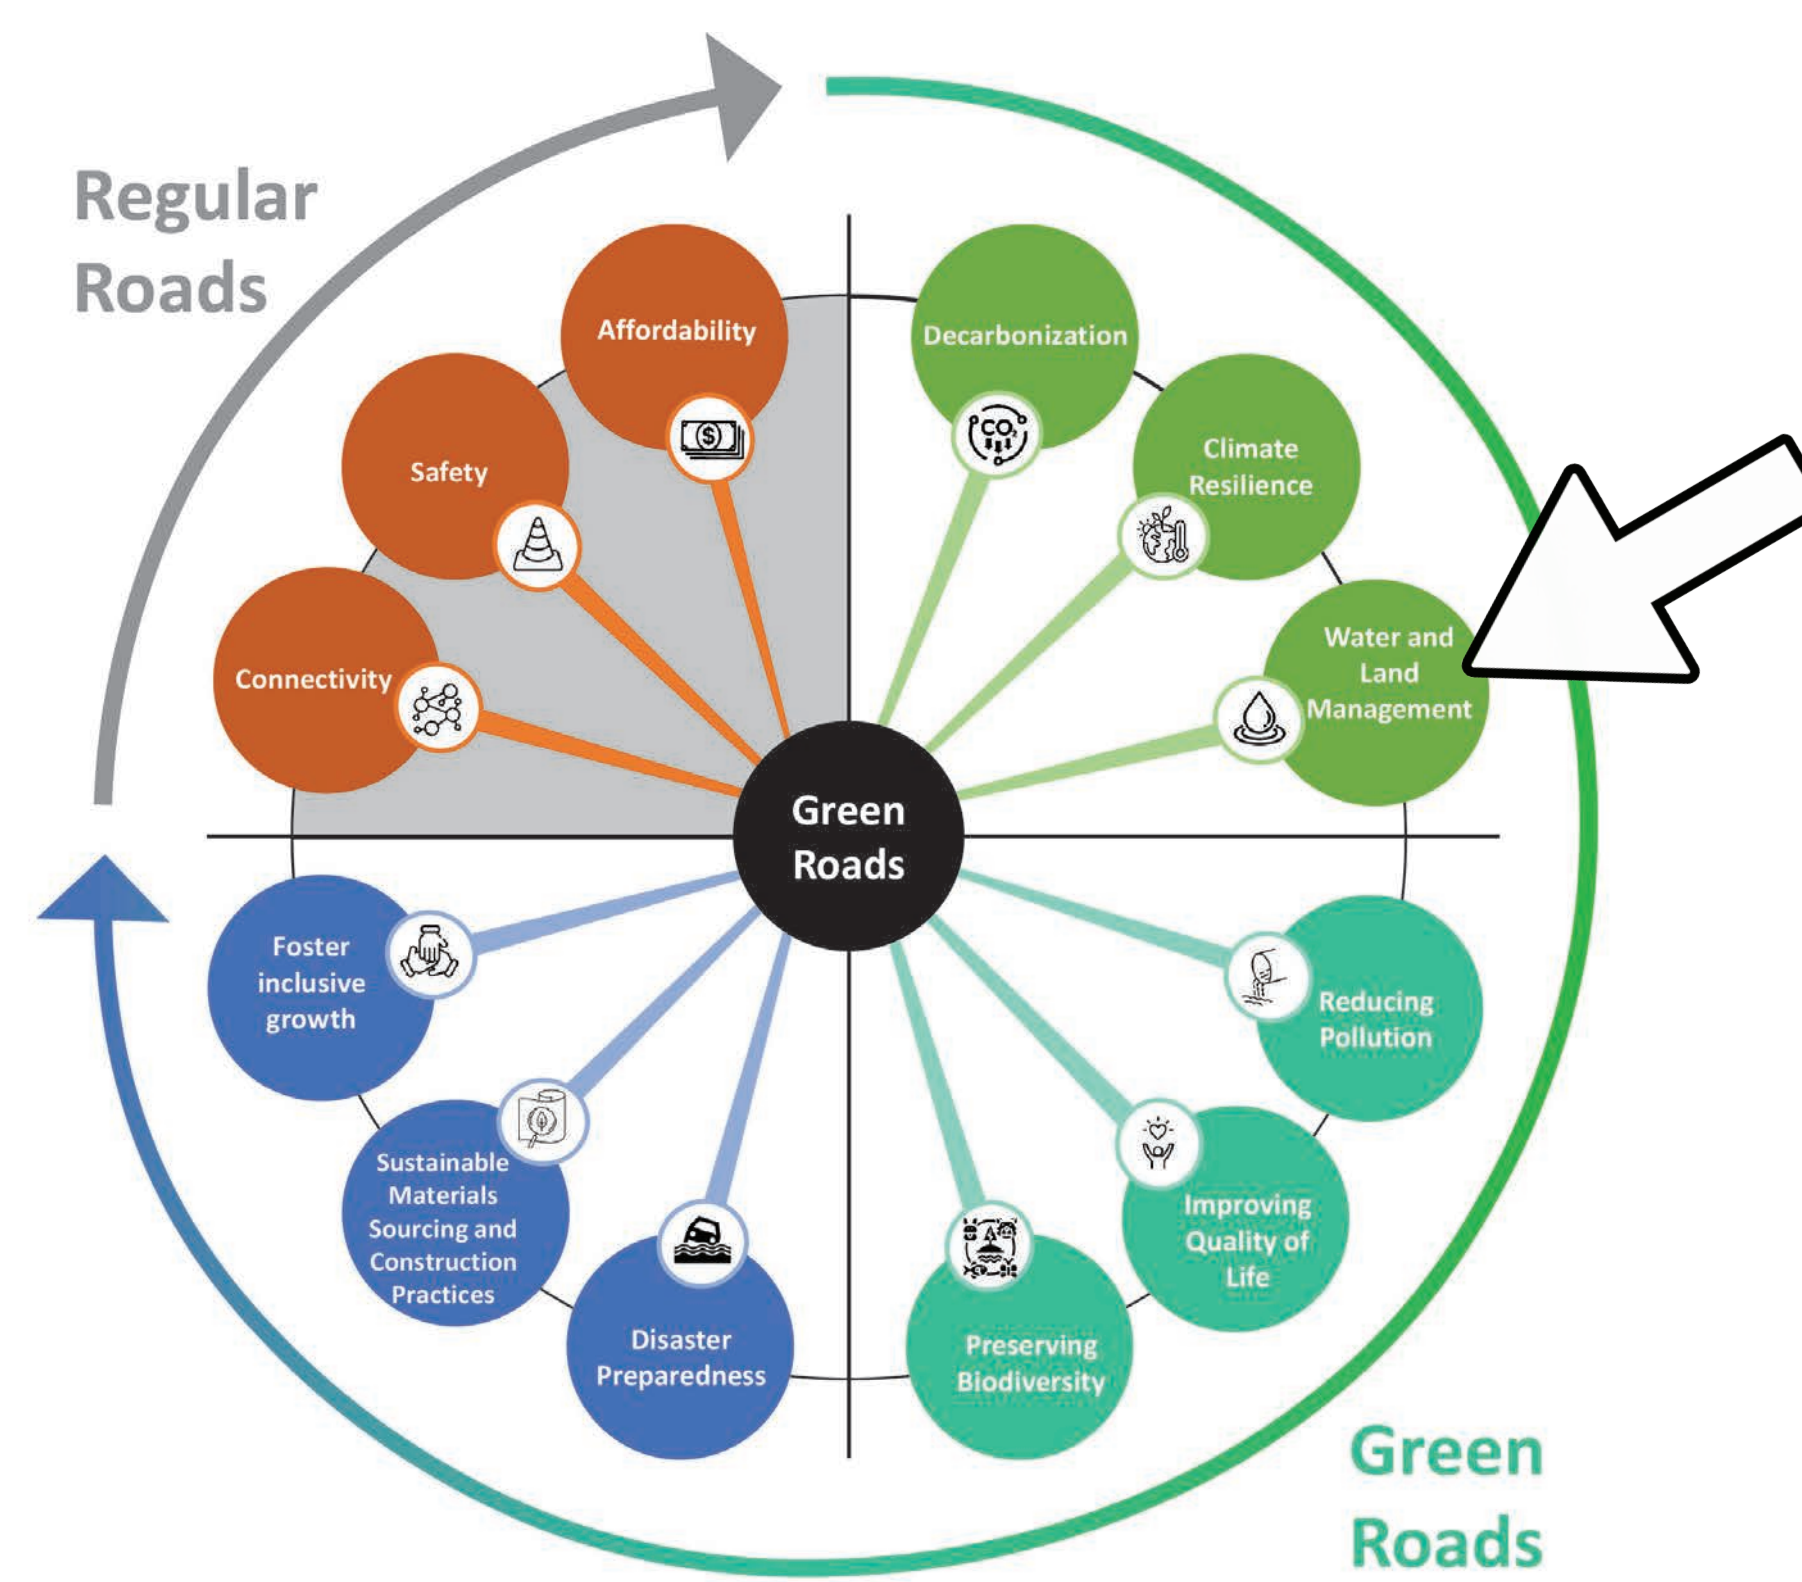 Regular
Roads
Affordability
Safety
Connectivity
$
Decarbonization
CO₂
Climate
Resilience
Water and
Land
Management
Green
Roads
Foster
inclusive
growth
Sustainable
Materials
Sourcing and
Construction
Practices
Disaster
Preparedness
Reducing
Pollution
Improving
Quality of
Life
Preserving
Biodiversity
Green
Roads